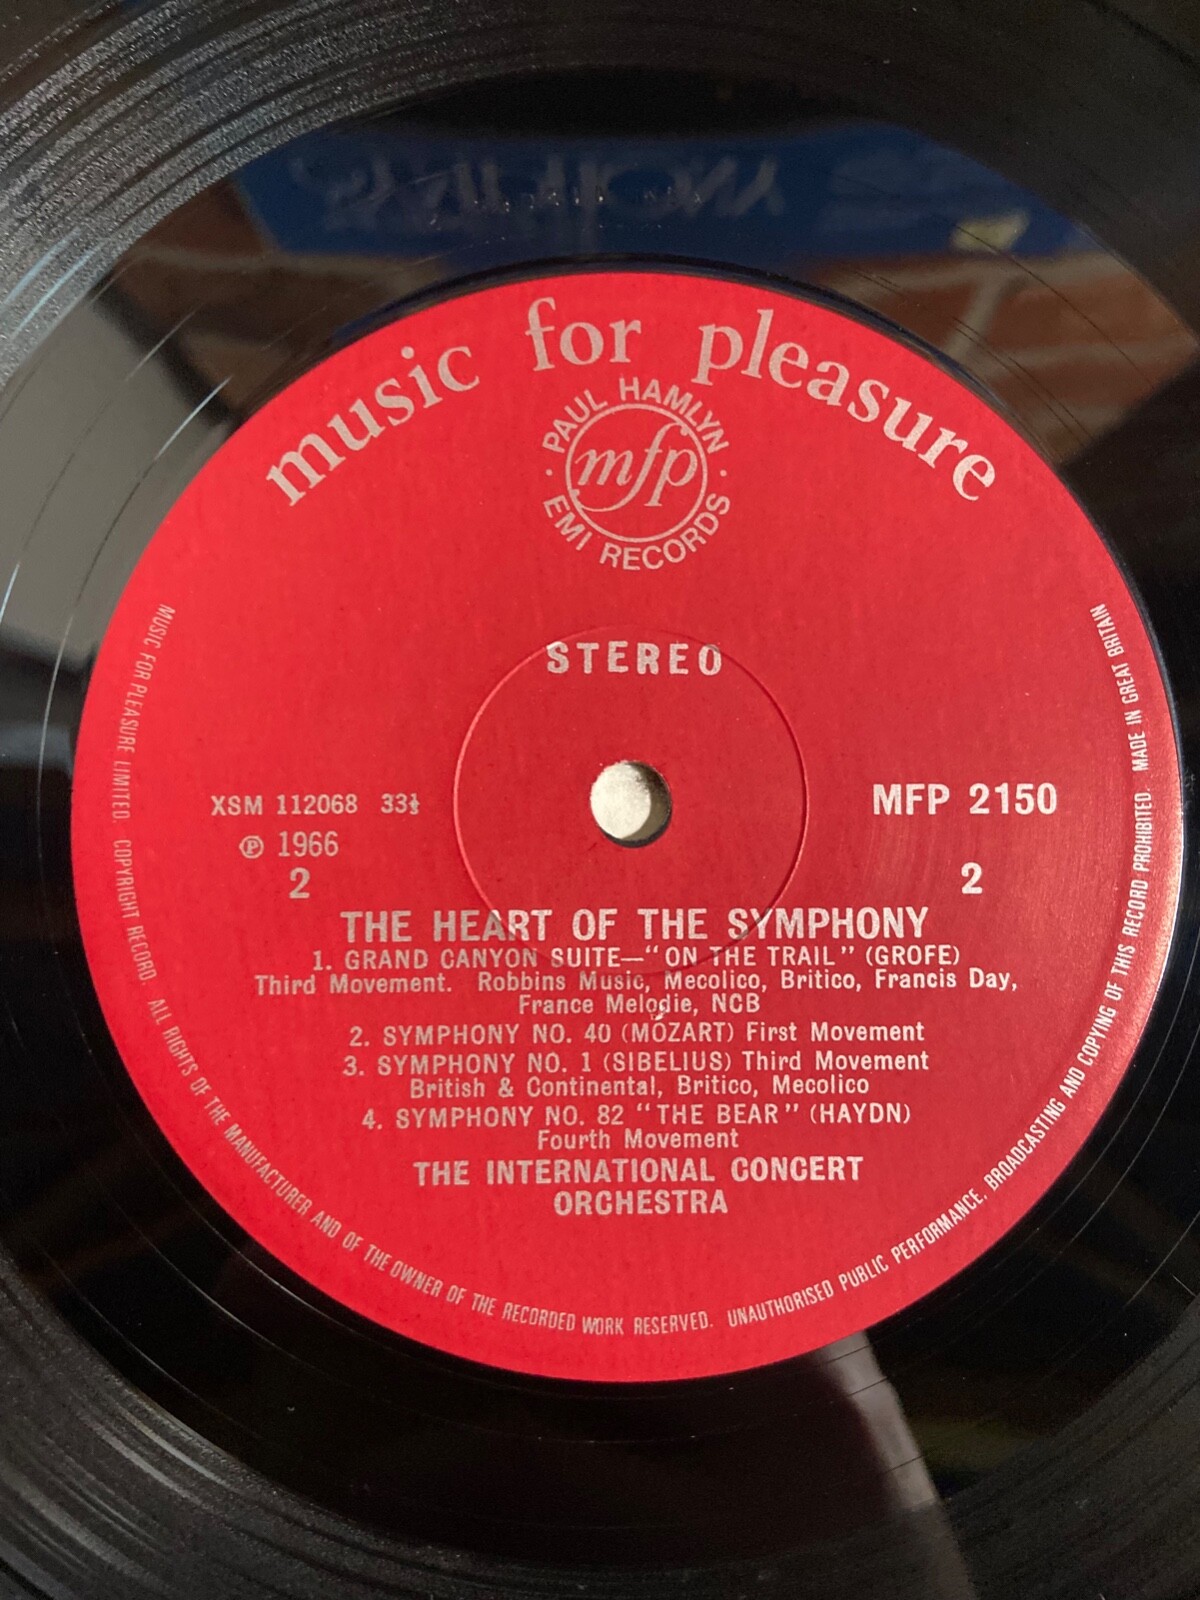 music for pleasure
PAUL HAMLYN
mfp
EMI RECORDS
STEREO
XSM 112068 33⅓
MFP 2150
℗ 1966
2
2
THE HEART OF THE SYMPHONY
1. GRAND CANYON SUITE—"ON THE TRAIL" (GROFE)
Third Movement. Robbins Music, Mecolico, Britico, Francis Day,
France Melodie, NCB
2. SYMPHONY NO. 40 (MOZART) First Movement
3. SYMPHONY NO. 1 (SIBELIUS) Third Movement
British & Continental, Britico, Mecolico
4. SYMPHONY NO. 82 "THE BEAR" (HAYDN)
Fourth Movement
THE INTERNATIONAL CONCERT
ORCHESTRA
MUSIC FOR PLEASURE LIMITED. COPYRIGHT RECORD. ALL RIGHTS OF THE MANUFACTURER AND OF THE OWNER OF THE RECORDED WORK RESERVED. UNAUTHORISED PUBLIC PERFORMANCE, BROADCASTING AND COPYING OF THIS RECORD PROHIBITED. MADE IN GREAT BRITAIN